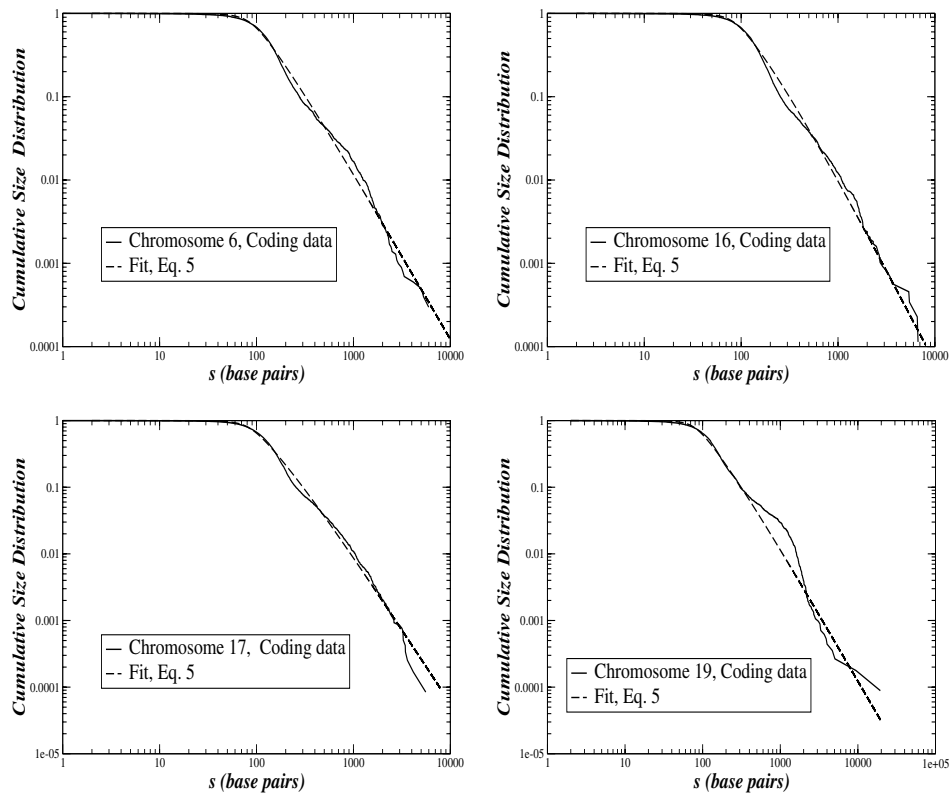 Cumulative Size Distribution
1
0.1
0.01
0.001
0.0001
Chromosome 6, Coding data
Fit, Eq. 5
1 10 100 1000 10000
s (base pairs)
Cumulative Size Distribution
1
0.1
0.01
0.001
0.0001
Chromosome 16, Coding data
Fit, Eq. 5
1 10 100 1000 10000
s (base pairs)
Cumulative Size Distribution
1
0.1
0.01
0.001
0.0001
1e-05
Chromosome 17, Coding data
Fit, Eq. 5
1 10 100 1000 10000
s (base pairs)
Cumulative Size Distribution
1
0.1
0.01
0.001
0.0001
1e-05
Chromosome 19, Coding data
Fit, Eq. 5
1 10 100 1000 10000 1e+05
s (base pairs)